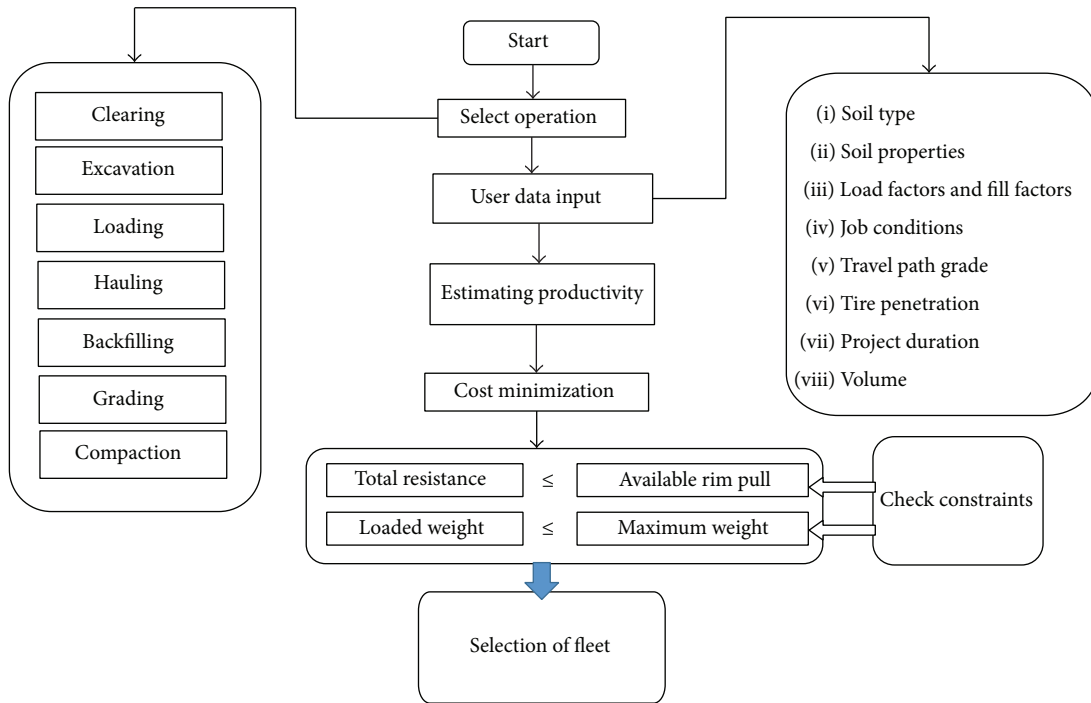 Start
Select operation
User data input
Estimating productivity
Cost minimization
Clearing
Excavation
Loading
Hauling
Backfilling
Grading
Compaction
(i) Soil type
(ii) Soil properties
(iii) Load factors and fill factors
(iv) Job conditions
(v) Travel path grade
(vi) Tire penetration
(vii) Project duration
(viii) Volume
Total resistance ≤ Available rim pull
Loaded weight ≤ Maximum weight
Check constraints
Selection of fleet